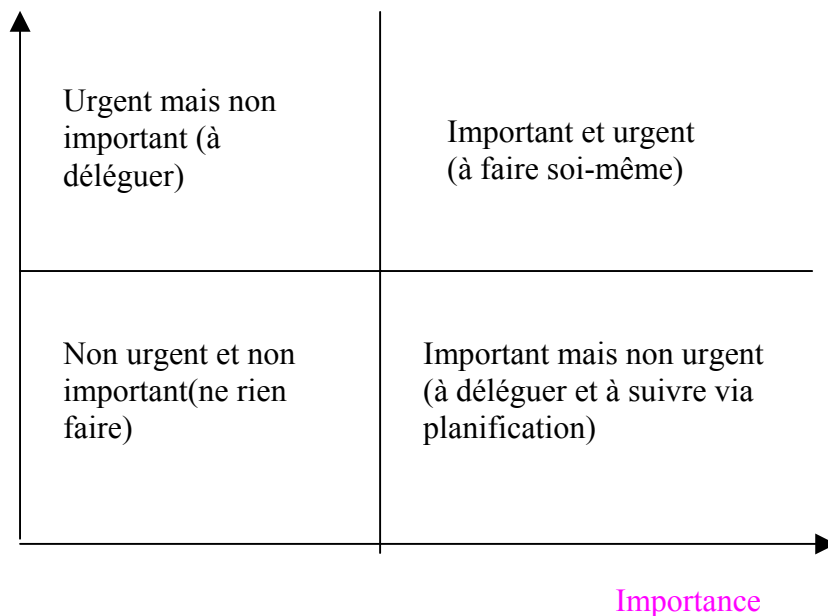 Urgent mais non
important (à
déléguer)
Important et urgent
(à faire soi-même)
Non urgent et non
important(ne rien
faire)
Important mais non urgent
(à déléguer et à suivre via
planification)
Importance